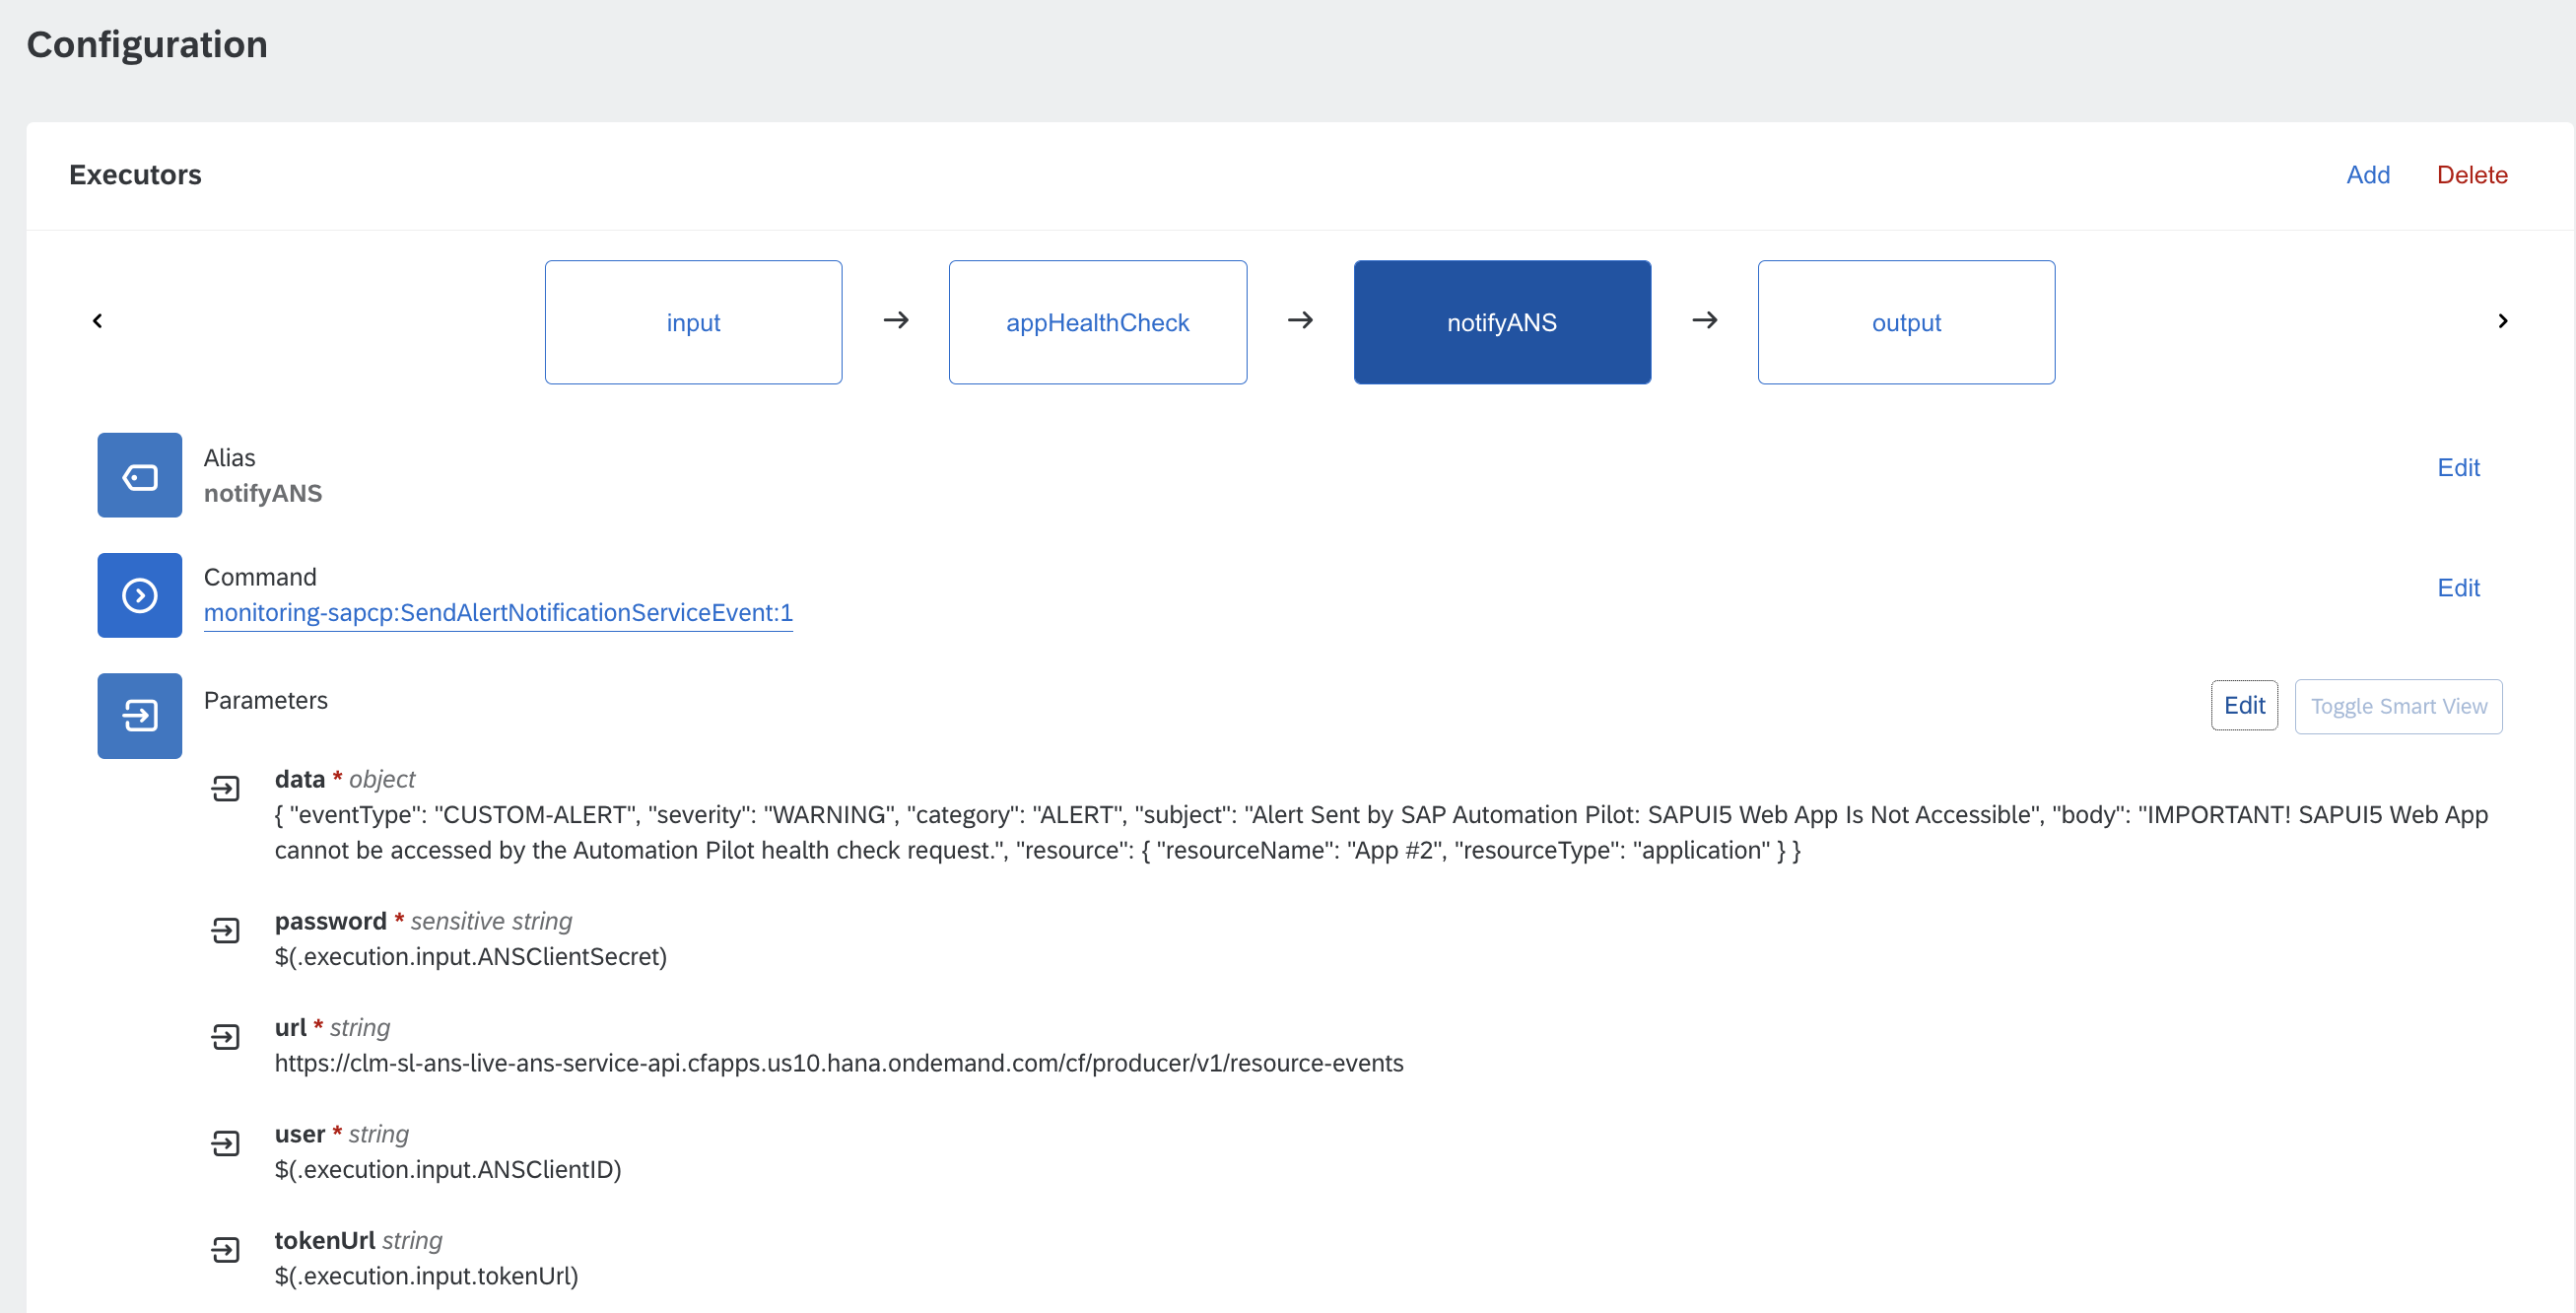 Configuration
Executors
Add Delete
input
appHealthCheck
notifyANS
output
Alias
notifyANS
Edit
Command
monitoring-sapcp:SendAlertNotificationServiceEvent:1
Edit
Parameters
Edit
Toggle Smart View
data * object
{ "eventType": "CUSTOM-ALERT", "severity": "WARNING", "category": "ALERT", "subject": "Alert Sent by SAP Automation Pilot: SAPUI5 Web App Is Not Accessible", "body": "IMPORTANT! SAPUI5 Web App
cannot be accessed by the Automation Pilot health check request.", "resource": { "resourceName": "App #2", "resourceType": "application" } }
password * sensitive string
$(.execution.input.ANSClientSecret)
url * string
https://clm-sl-ans-live-ans-service-api.cfapps.us10.hana.ondemand.com/cf/producer/v1/resource-events
user * string
$(.execution.input.ANSClientID)
tokenUrl string
$(.execution.input.tokenUrl)